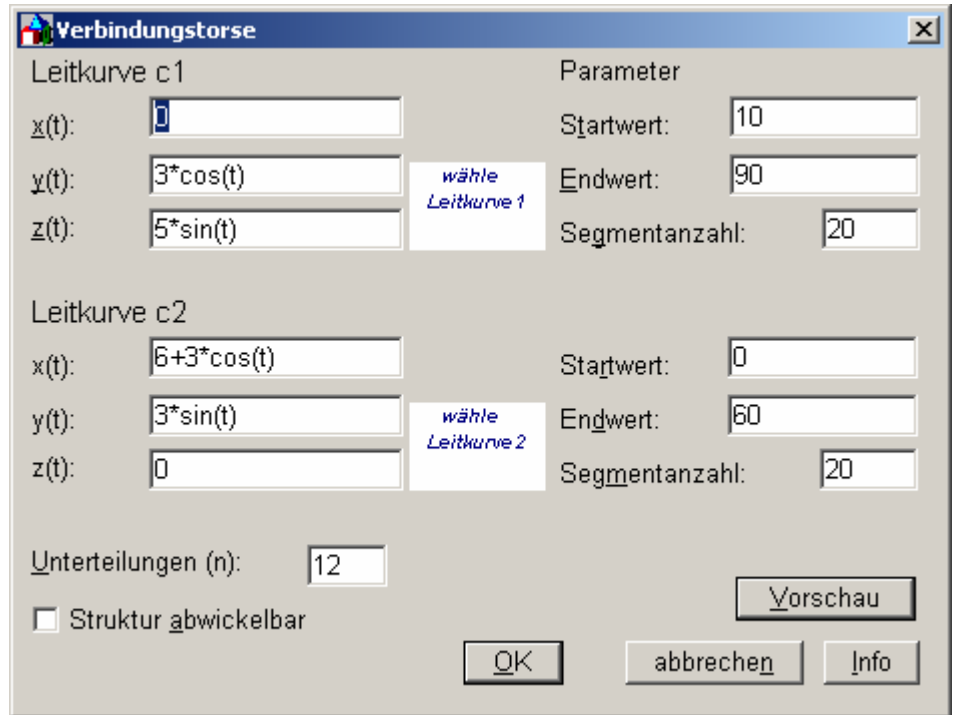 Verbindungstorse
Leitkurve c1
x(t): 0
y(t): 3*cos(t)
z(t): 5*sin(t)
wähle
Leitkurve 1
Parameter
Startwert: 10
Endwert: 90
Segmentanzahl: 20
Leitkurve c2
x(t): 6+3*cos(t)
y(t): 3*sin(t)
z(t): 0
wähle
Leitkurve 2
Startwert: 0
Endwert: 60
Segmentanzahl: 20
Unterteilungen (n): 12
Struktur abwickelbar
Vorschau
OK
abbrechen
Info